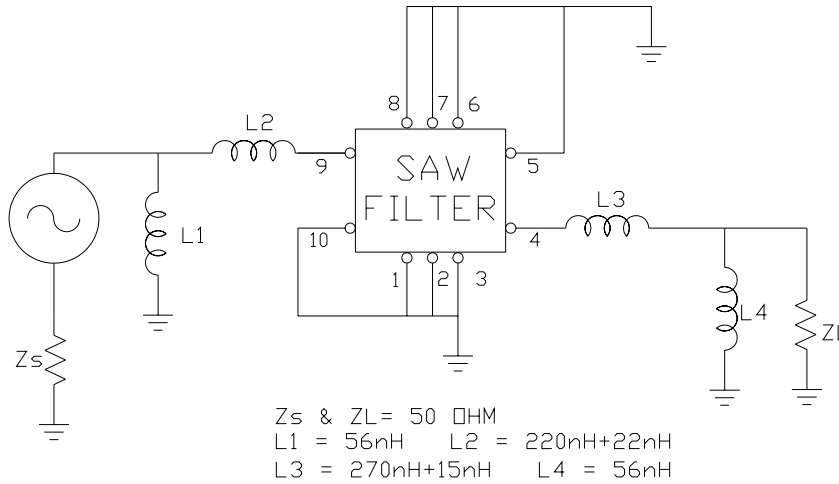 8 7 6
L2
9
SAW
FILTER
5
L1
10
4
L3
1 2 3
L4
Zs
ZL
Zs & ZL= 50 OHM
L1 = 56nH L2 = 220nH+22nH
L3 = 270nH+15nH L4 = 56nH